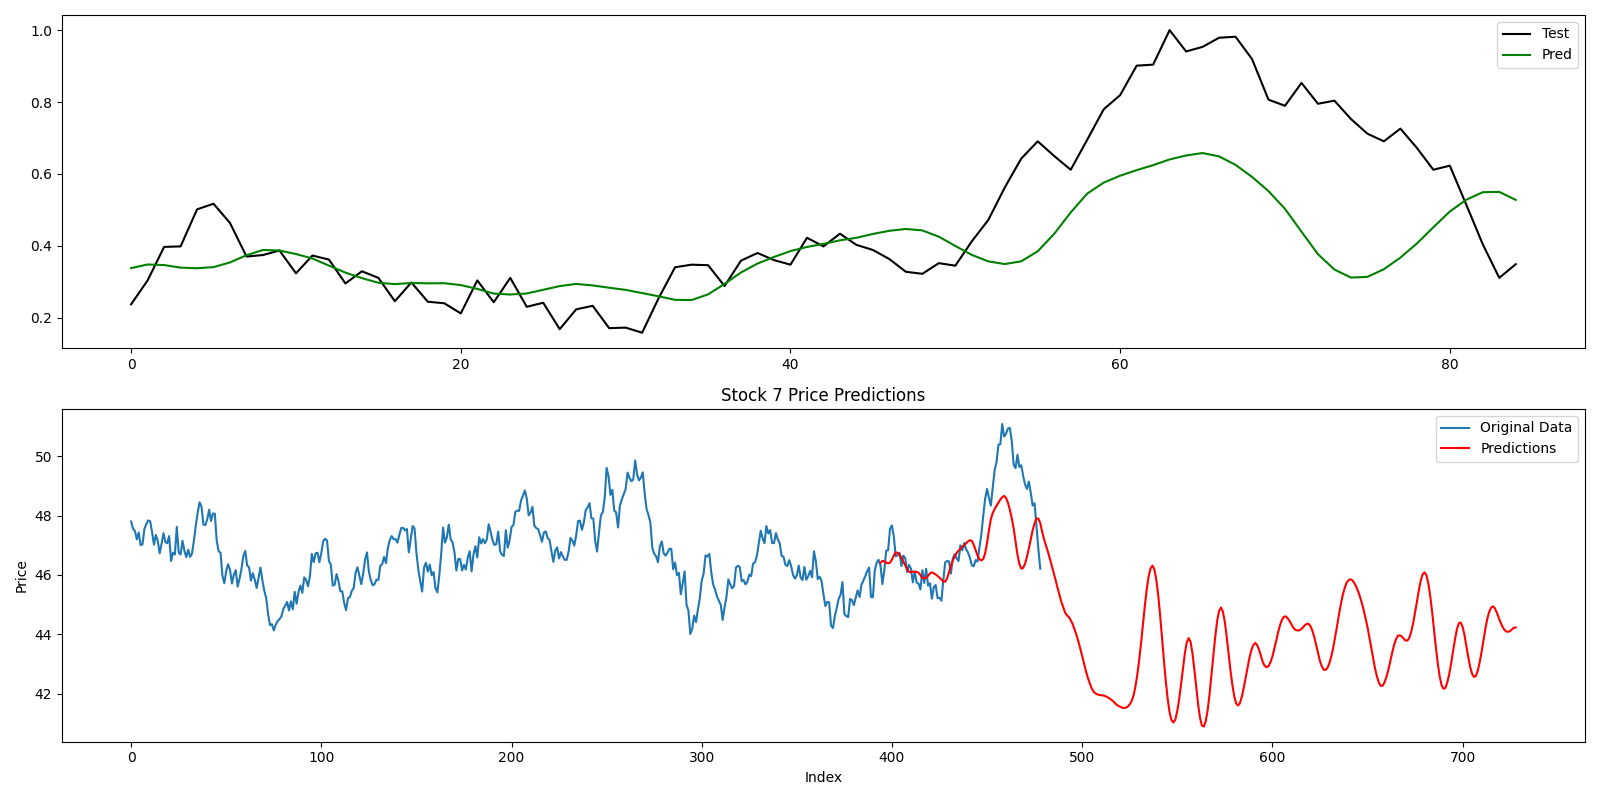 1.0
0.8
0.6
0.4
0.2
0 20 40 60 80
Test
Pred
Stock 7 Price Predictions
Original Data
Predictions
Price
50
48
46
44
42
0 100 200 300 400 500 600 700
Index